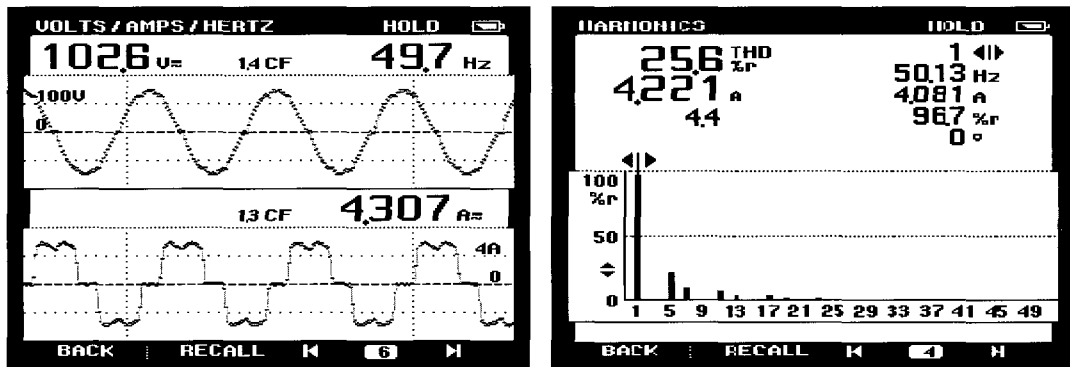 VOLTS / AMPS / HERTZ HOLD
102.6 V≂ 1.4 CF 49.7 Hz
100V
0
1.3 CF 4.307 A≂
4A
0
BACK RECALL 6
HARMONICS HOLD
25.6 THD %r 1
50.13 Hz
4.221 A 4.081 A
4.4 96.7 %r
0 °
100
%r
50
0
1 5 9 13 17 21 25 29 33 37 41 45 49
BACK RECALL 4